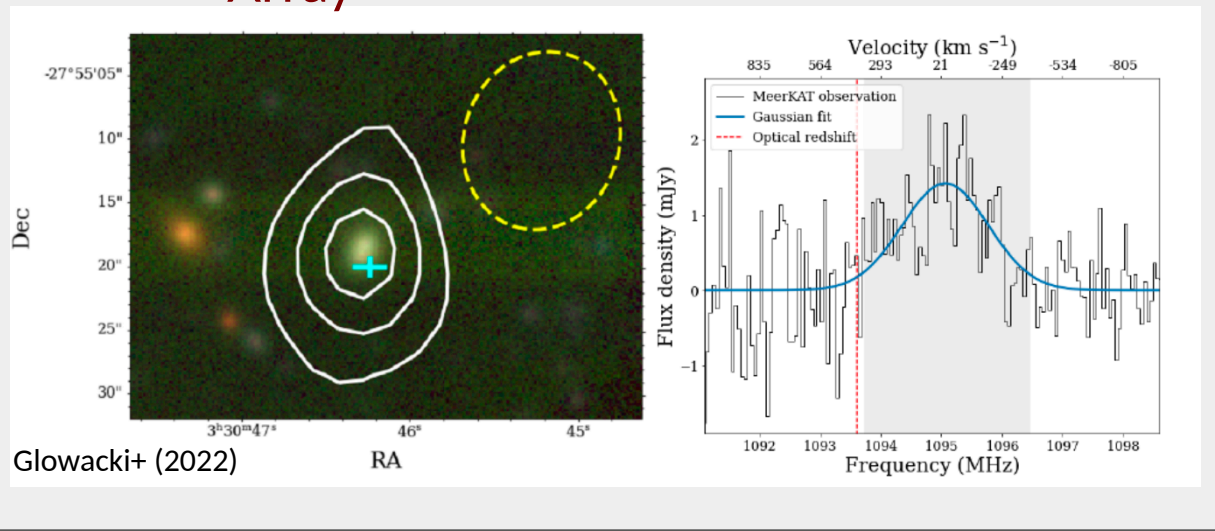 Array
-27°55'05"
10"
15"
20"
25"
30"
Dec
3ʰ30ᵐ47ˢ
46ˢ
45ˢ
RA
Glowacki+ (2022)
Velocity (km s⁻¹)
835 564 293 21 -249 -534 -805
MeerKAT observation
Gaussian fit
Optical redshift
2
1
0
−1
Flux density (mJy)
1092 1093 1094 1095 1096 1097 1098
Frequency (MHz)